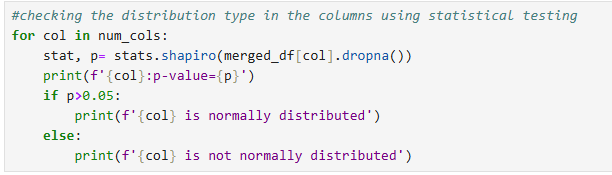 #checking the distribution type in the columns using statistical testing
for col in num_cols:
    stat, p= stats.shapiro(merged_df[col].dropna())
    print(f'{col}:p-value={p}')
    if p>0.05:
        print(f'{col} is normally distributed')
    else:
        print(f'{col} is not normally distributed')